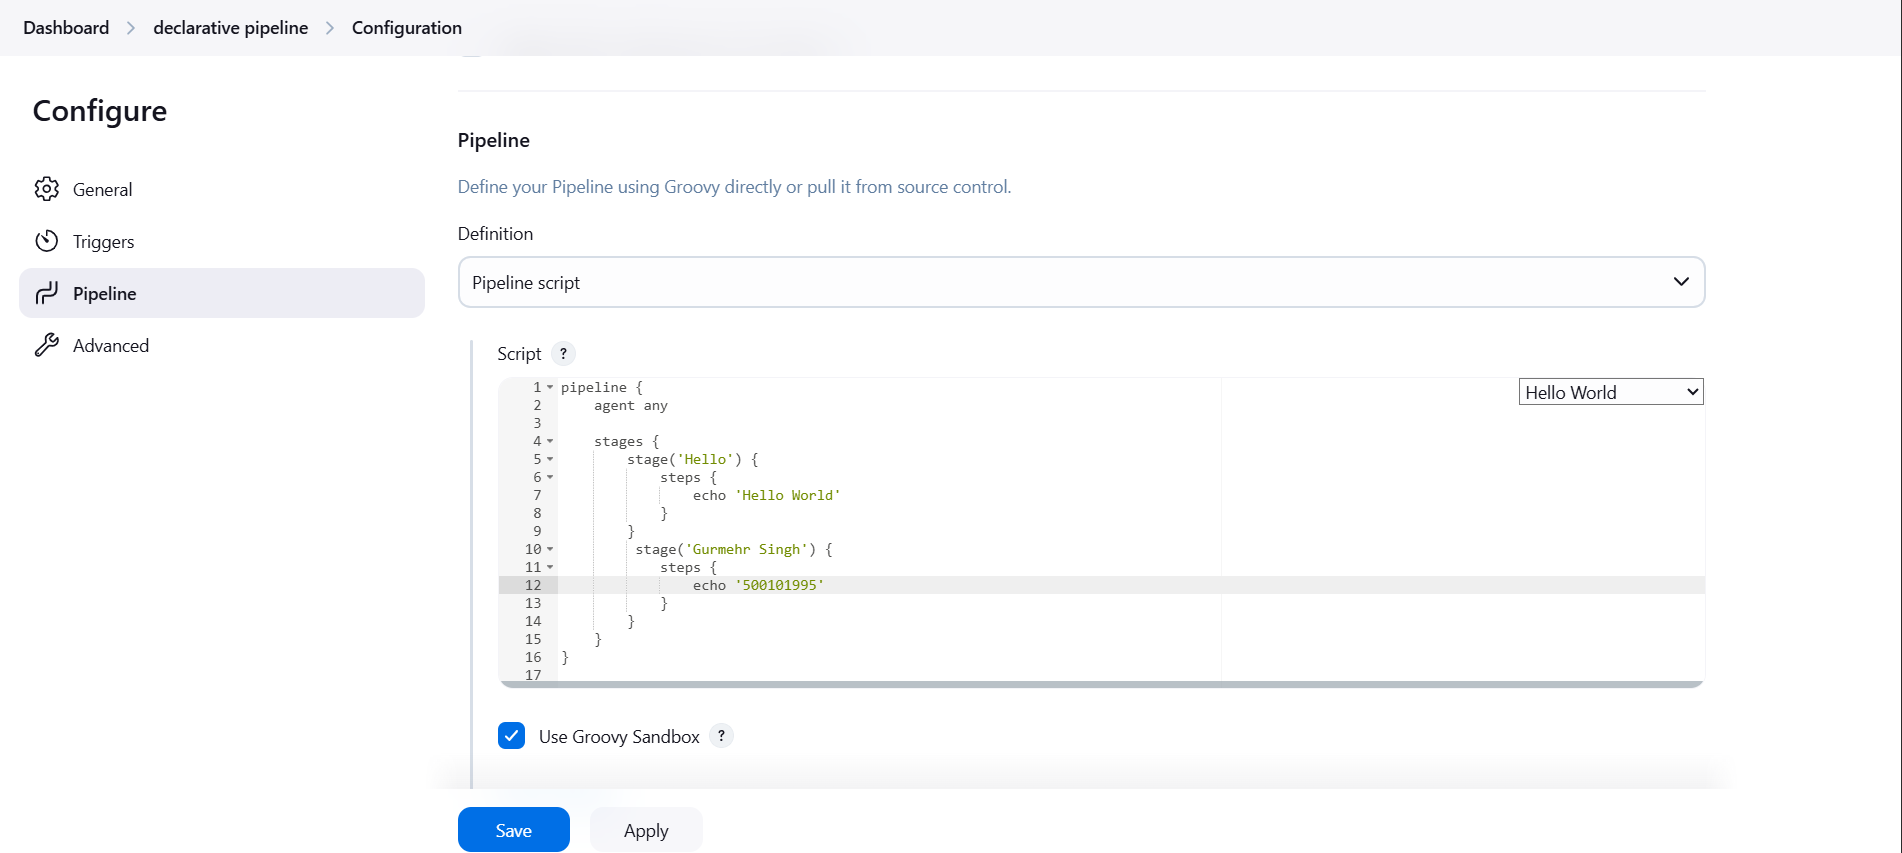 Dashboard > declarative pipeline > Configuration
Configure
General
Triggers
Pipeline
Advanced
Pipeline
Define your Pipeline using Groovy directly or pull it from source control.
Definition
Pipeline script
Script ?
Hello World
1 pipeline {
2     agent any
3
4     stages {
5         stage('Hello') {
6             steps {
7                 echo 'Hello World'
8             }
9         }
10          stage('Gurmehr Singh') {
11             steps {
12                 echo '500101995'
13             }
14         }
15     }
16 }
17
Use Groovy Sandbox ?
Save
Apply